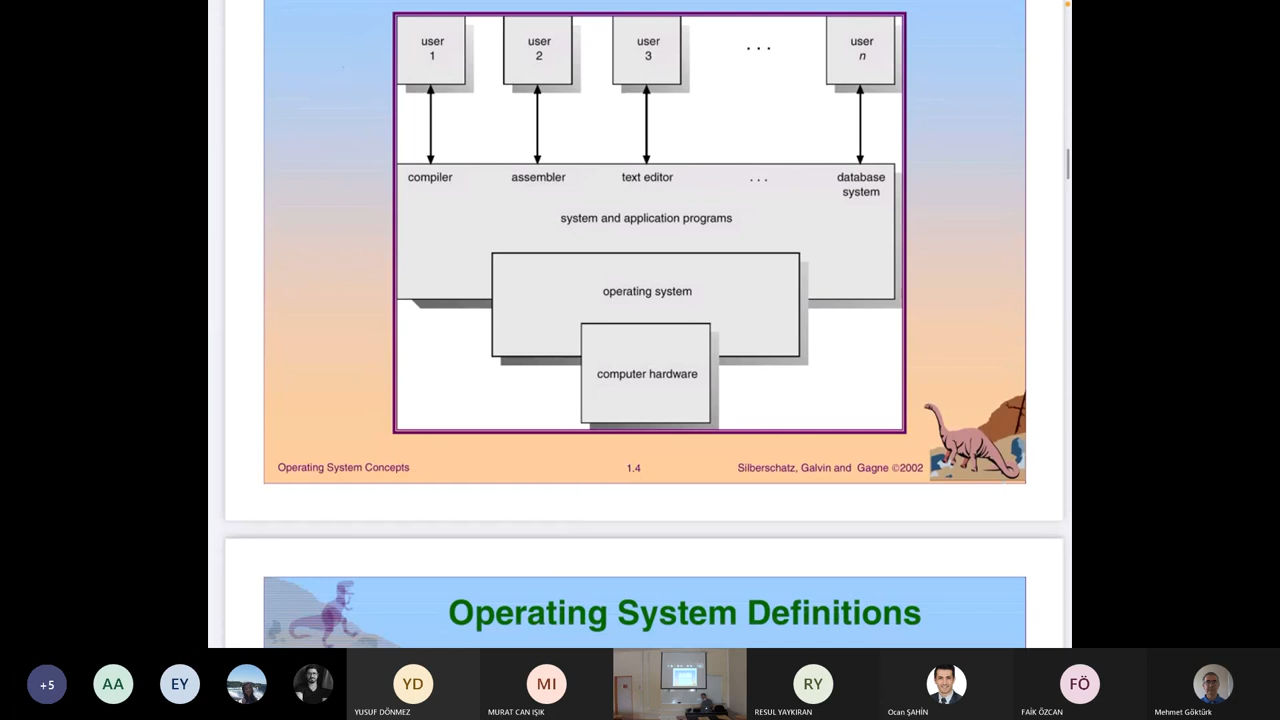 user
1
user
2
user
3
. . .
user
n
compiler
assembler
text editor
. . .
database
system
system and application programs
operating system
computer hardware
Operating System Concepts
1.4
Silberschatz, Galvin and Gagne ©2002
Operating System Definitions
+5
AA
EY
YD
MI
RY
FÖ
YUSUF DÖNMEZ
MURAT CAN IŞIK
RESUL YAYKIRAN
Ocan ŞAHİN
FAİK ÖZCAN
Mehmet Göktürk